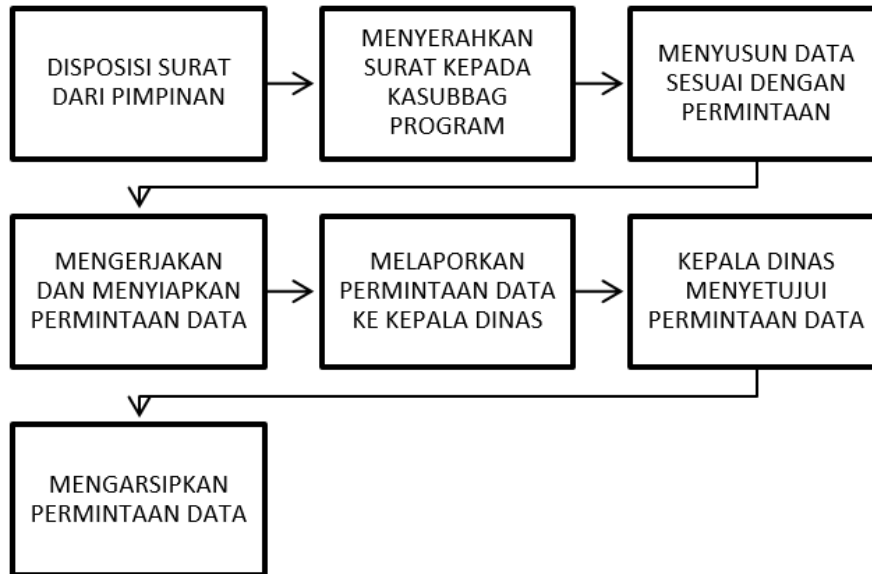 DISPOSISI SURAT
DARI PIMPINAN
MENYERAHKAN
SURAT KEPADA
KASUBBAG
PROGRAM
MENYUSUN DATA
SESUAI DENGAN
PERMINTAAN
MENGERJAKAN
DAN MENYIAPKAN
PERMINTAAN DATA
MELAPORKAN
PERMINTAAN DATA
KE KEPALA DINAS
KEPALA DINAS
MENYETUJUI
PERMINTAAN DATA
MENGARSIPKAN
PERMINTAAN DATA